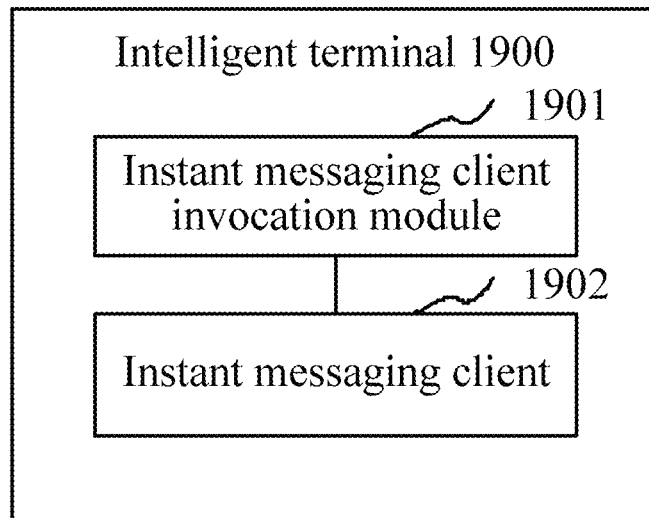 Intelligent terminal 1900
1901
Instant messaging client
invocation module
1902
Instant messaging client